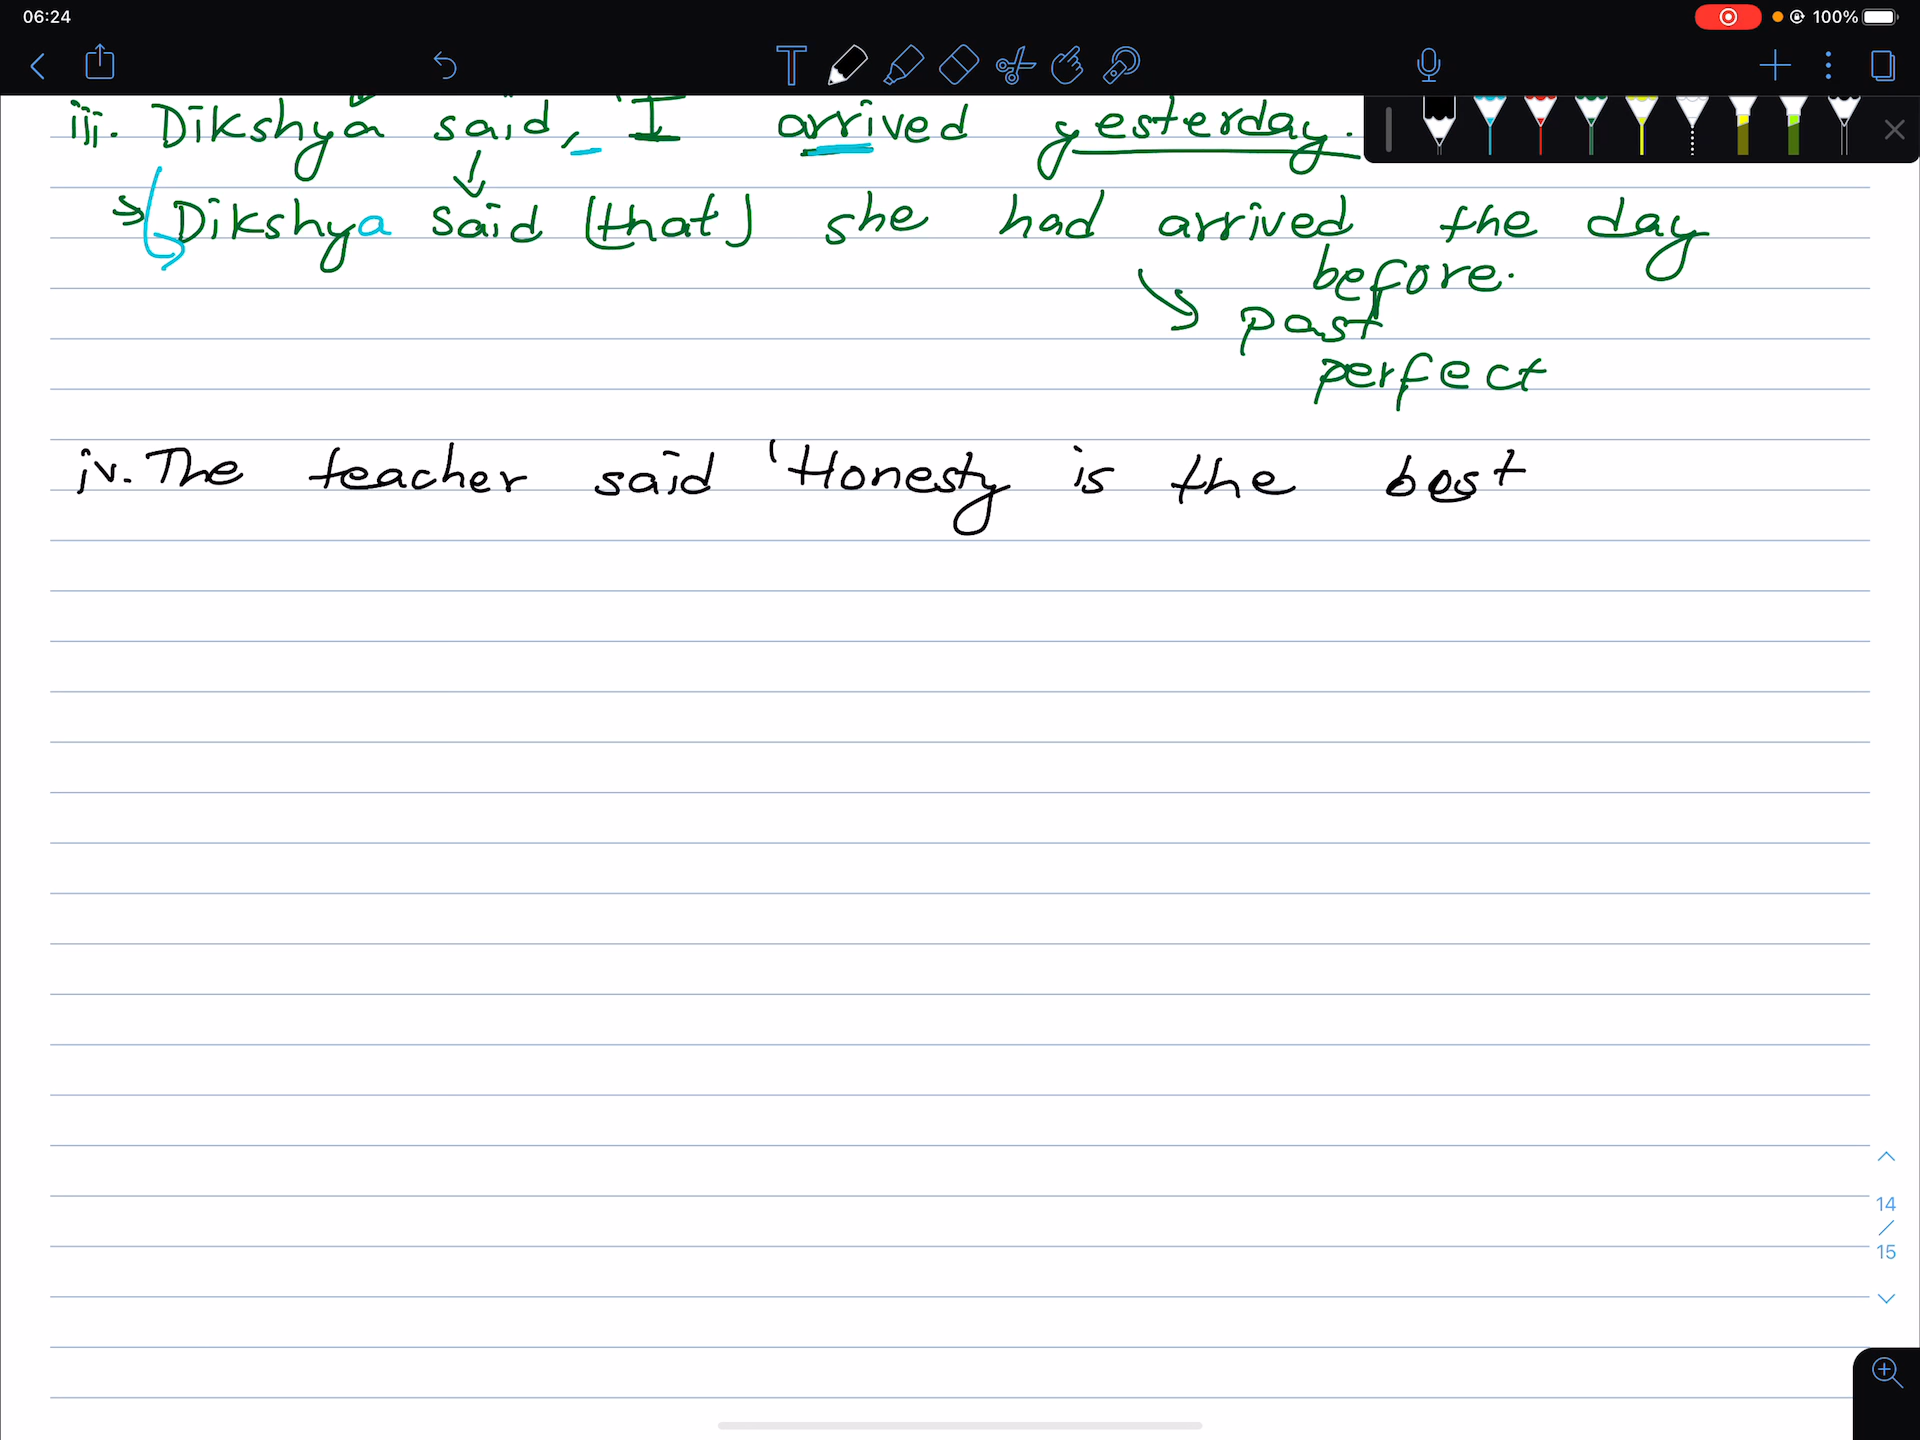 06:24
100%
iii. Dikshya said, 'I arrived yesterday.
Dikshya said (that) she had arrived the day
before.
past
perfect
iv. The teacher said 'Honesty is the best
14
/
15